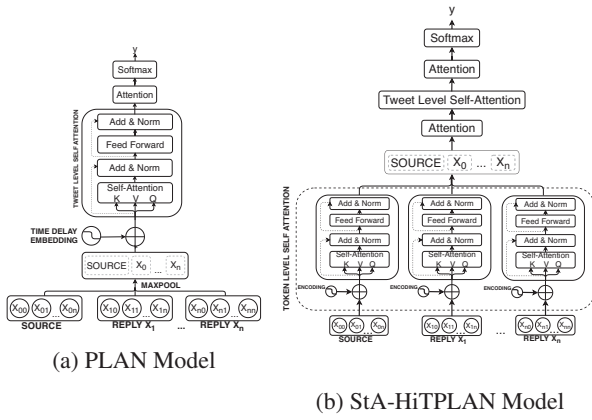 y
Softmax
Attention
TWEET LEVEL SELF ATTENTION
Add & Norm
Feed Forward
Add & Norm
Self-Attention
K V Q
TIME DELAY
EMBEDDING
SOURCE X0 ... Xn
MAXPOOL
X00 X01 ... X0n X10 X11 ... X1n Xn0 Xn1 ... Xnn
SOURCE REPLY X1 ... REPLY Xn
(a) PLAN Model
y
Softmax
Attention
Tweet Level Self-Attention
Attention
SOURCE X0 ... Xn
TOKEN LEVEL SELF ATTENTION
Add & Norm Add & Norm Add & Norm
Feed Forward Feed Forward Feed Forward
Add & Norm Add & Norm Add & Norm
Self-Attention Self-Attention Self-Attention
K V Q K V Q K V Q
ENCODING ENCODING ENCODING
X00 X01 ... X0n X10 X11 ... X1n Xn0 Xn1 ... Xnn
SOURCE REPLY X1 ... REPLY Xn
(b) StA-HiTPLAN Model